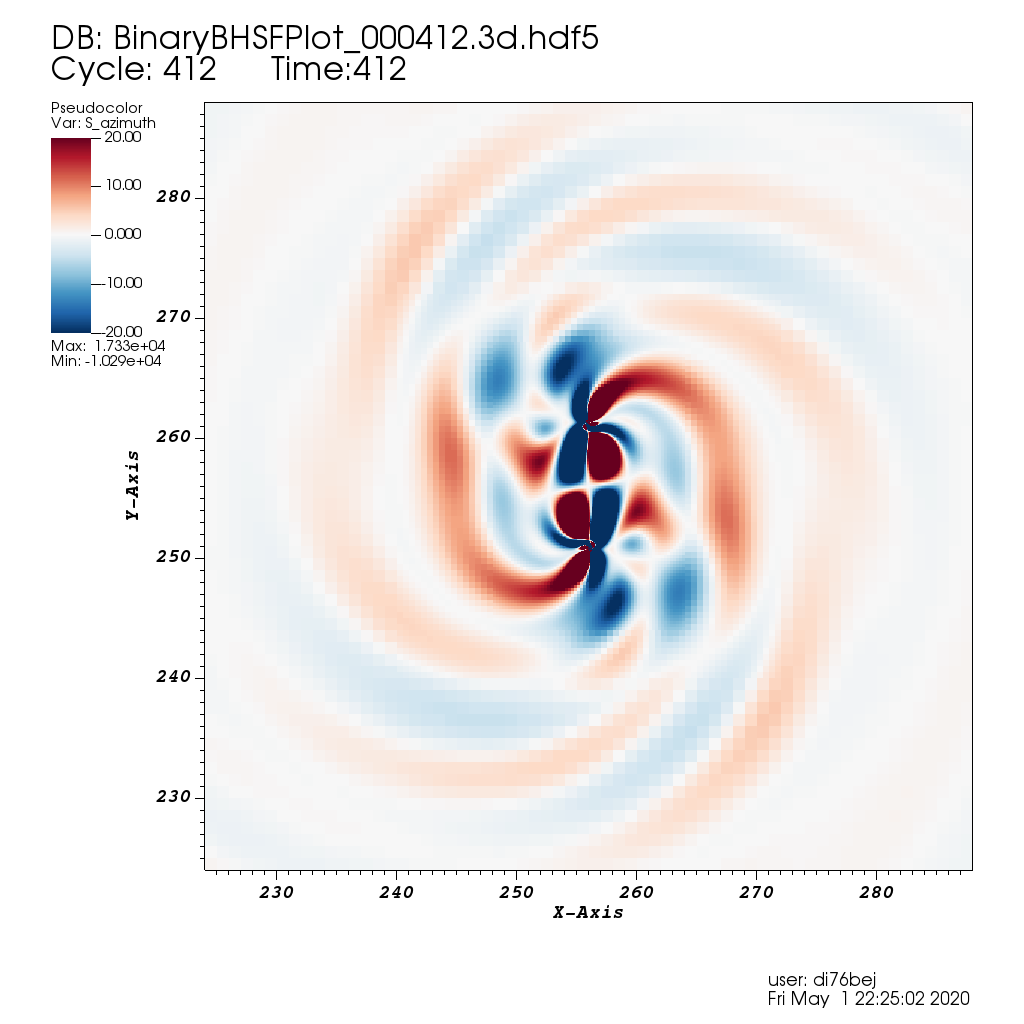 DB: BinaryBHSFPlot_000412.3d.hdf5
Cycle: 412 Time:412
Pseudocolor
Var: S_azimuth
20.00
10.00
0.000
-10.00
-20.00
Max: 1.733e+04
Min: -1.029e+04
280
270
260
250
240
230
Y-Axis
230 240 250 260 270 280
X-Axis
user: di76bej
Fri May 1 22:25:02 2020